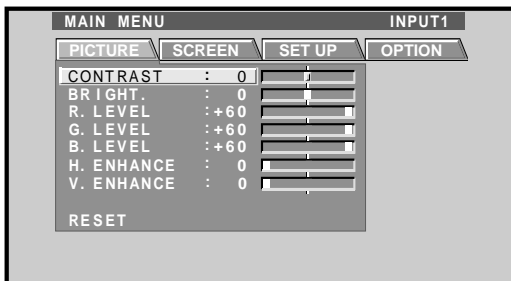 MAIN MENU INPUT1
PICTURE SCREEN SET UP OPTION
CONTRAST : 0
BRIGHT. : 0
R. LEVEL :+60
G. LEVEL :+60
B. LEVEL :+60
H. ENHANCE : 0
V. ENHANCE : 0
RESET